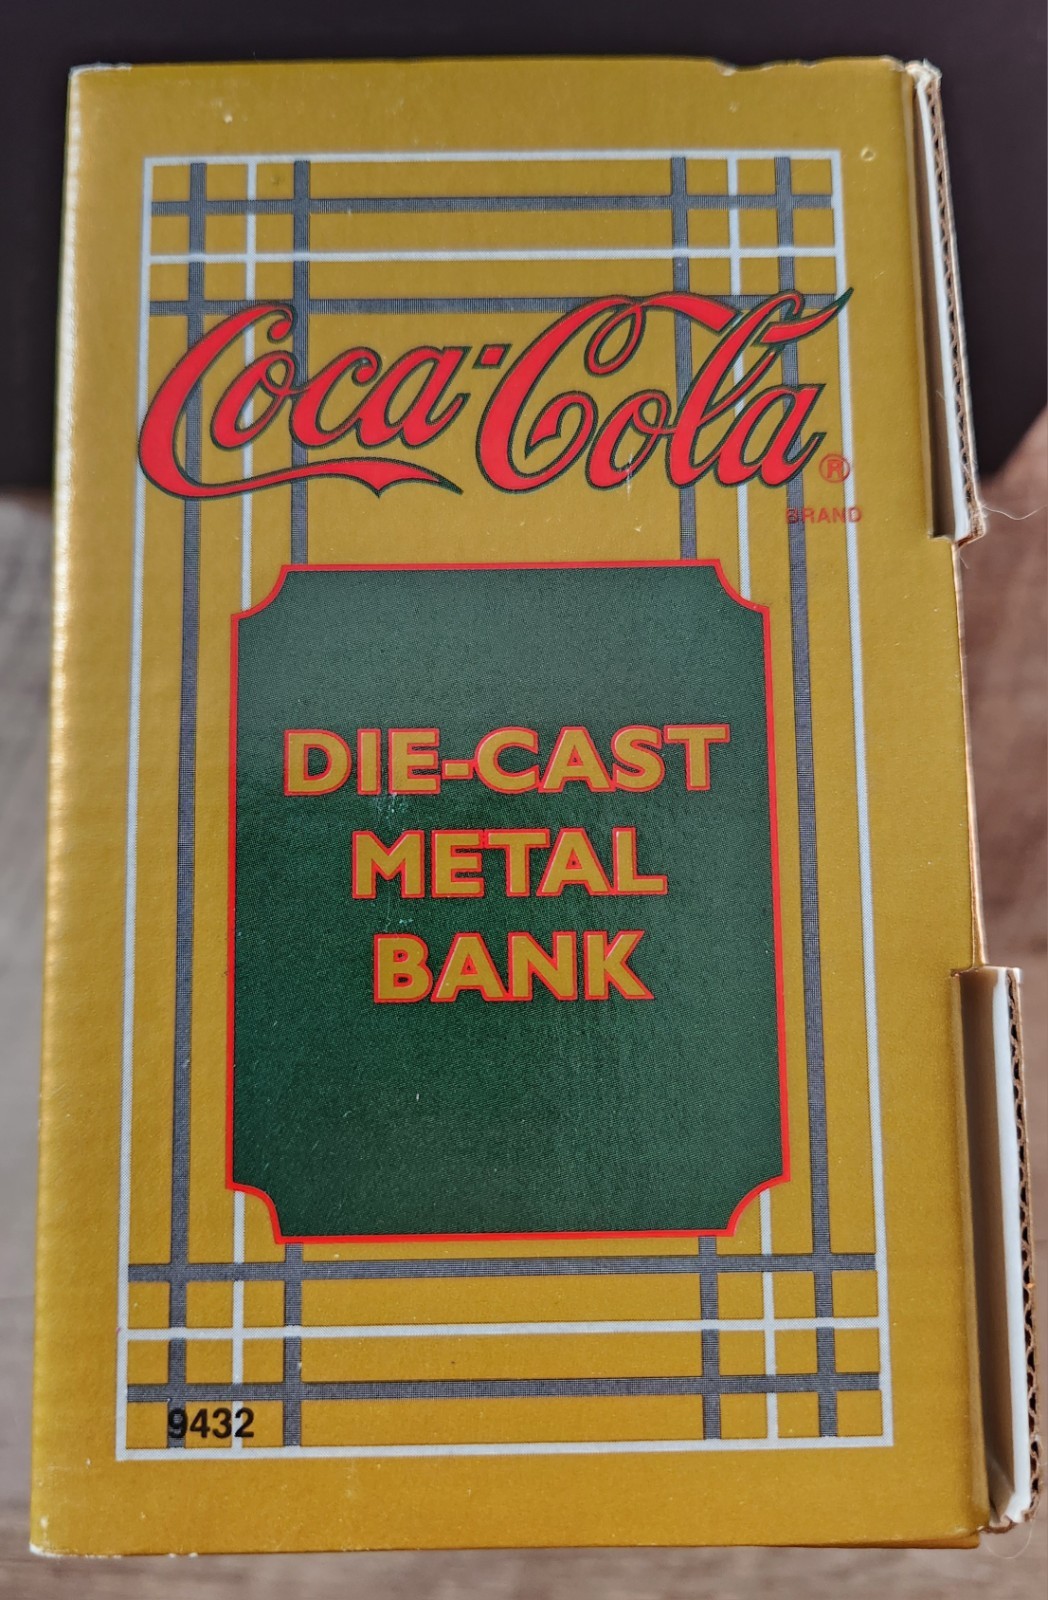 Coca-Cola®
BRAND
DIE-CAST
METAL
BANK
9432